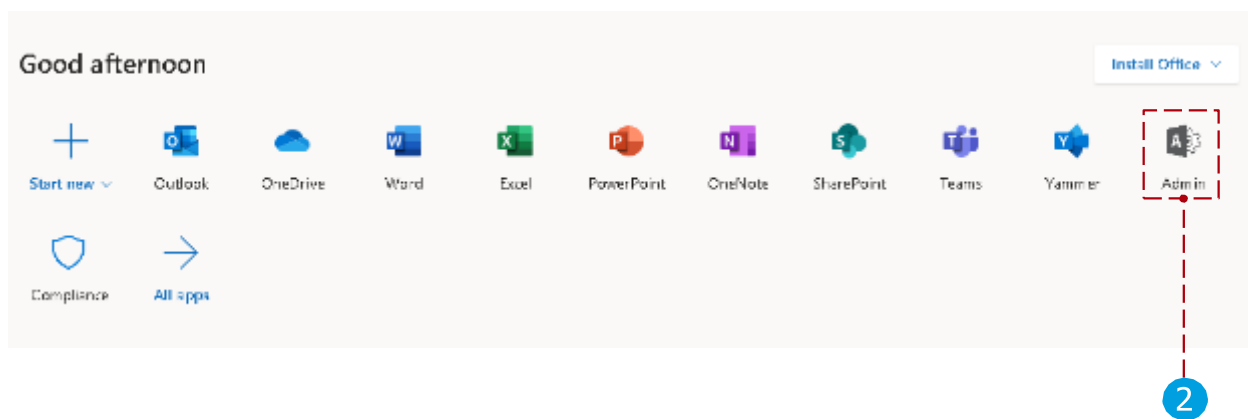 Good afternoon
Install Office
Start new
Outlook
OneDrive
Word
Excel
PowerPoint
OneNote
SharePoint
Teams
Yammer
Admin
Compliance
All apps
2